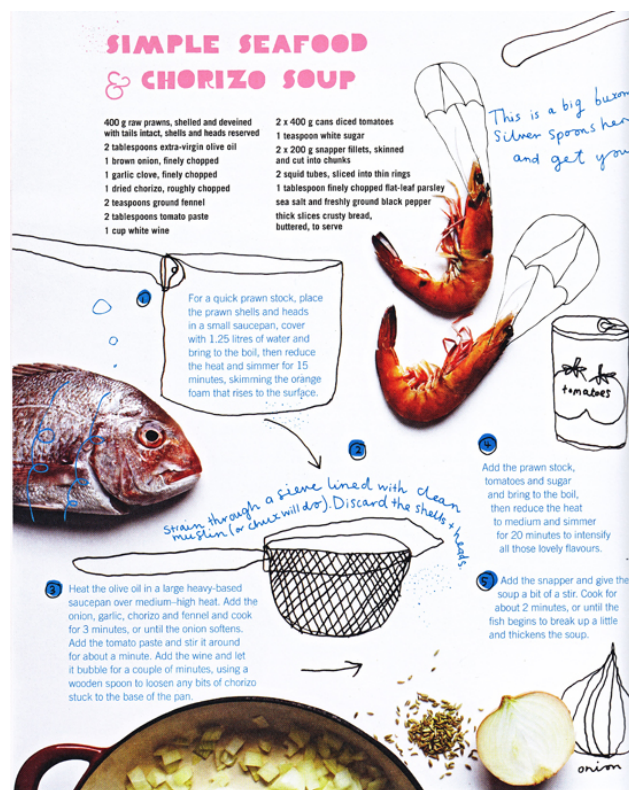 SIMPLE SEAFOOD
& CHORIZO SOUP
400 g raw prawns, shelled and deveined
with tails intact, shells and heads reserved
2 tablespoons extra-virgin olive oil
1 brown onion, finely chopped
1 garlic clove, finely chopped
1 dried chorizo, roughly chopped
2 teaspoons ground fennel
2 tablespoons tomato paste
1 cup white wine
2 x 400 g cans diced tomatoes
1 teaspoon white sugar
2 x 200 g snapper fillets, skinned
and cut into chunks
2 squid tubes, sliced into thin rings
1 tablespoon finely chopped flat-leaf parsley
sea salt and freshly ground black pepper
thick slices crusty bread,
buttered, to serve
This is a big
Silver spoons
and get
1
For a quick prawn stock, place
the prawn shells and heads
in a small saucepan, cover
with 1.25 litres of water and
bring to the boil, then reduce
the heat and simmer for 15
minutes, skimming the orange
foam that rises to the surface.
2
strain through a sieve lined with clean
muslin (or chux will do). Discard the shells + heads.
3
Heat the olive oil in a large heavy-based
saucepan over medium–high heat. Add the
onion, garlic, chorizo and fennel and cook
for 3 minutes, or until the onion softens.
Add the tomato paste and stir it around
for about a minute. Add the wine and let
it bubble for a couple of minutes, using a
wooden spoon to loosen any bits of chorizo
stuck to the base of the pan.
tomatoes
4
Add the prawn stock,
tomatoes and sugar
and bring to the boil,
then reduce the heat
to medium and simmer
for 20 minutes to intensify
all those lovely flavours.
5
Add the snapper and give the
soup a bit of a stir. Cook for
about 2 minutes, or until the
fish begins to break up a little
and thickens the soup.
onion